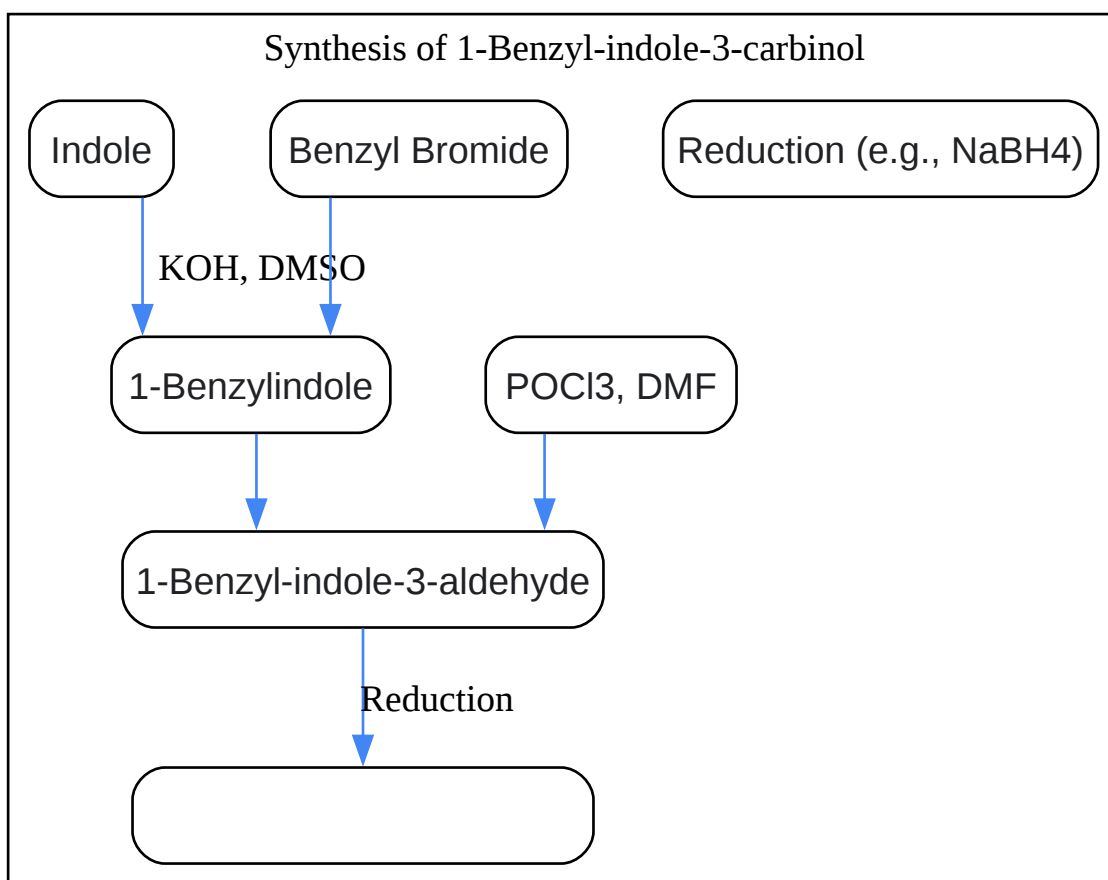 Synthesis of 1-Benzyl-indole-3-carbinol
Indole
Benzyl Bromide
Reduction (e.g., NaBH4)
KOH, DMSO
1-Benzylindole
POCl3, DMF
1-Benzyl-indole-3-aldehyde
Reduction